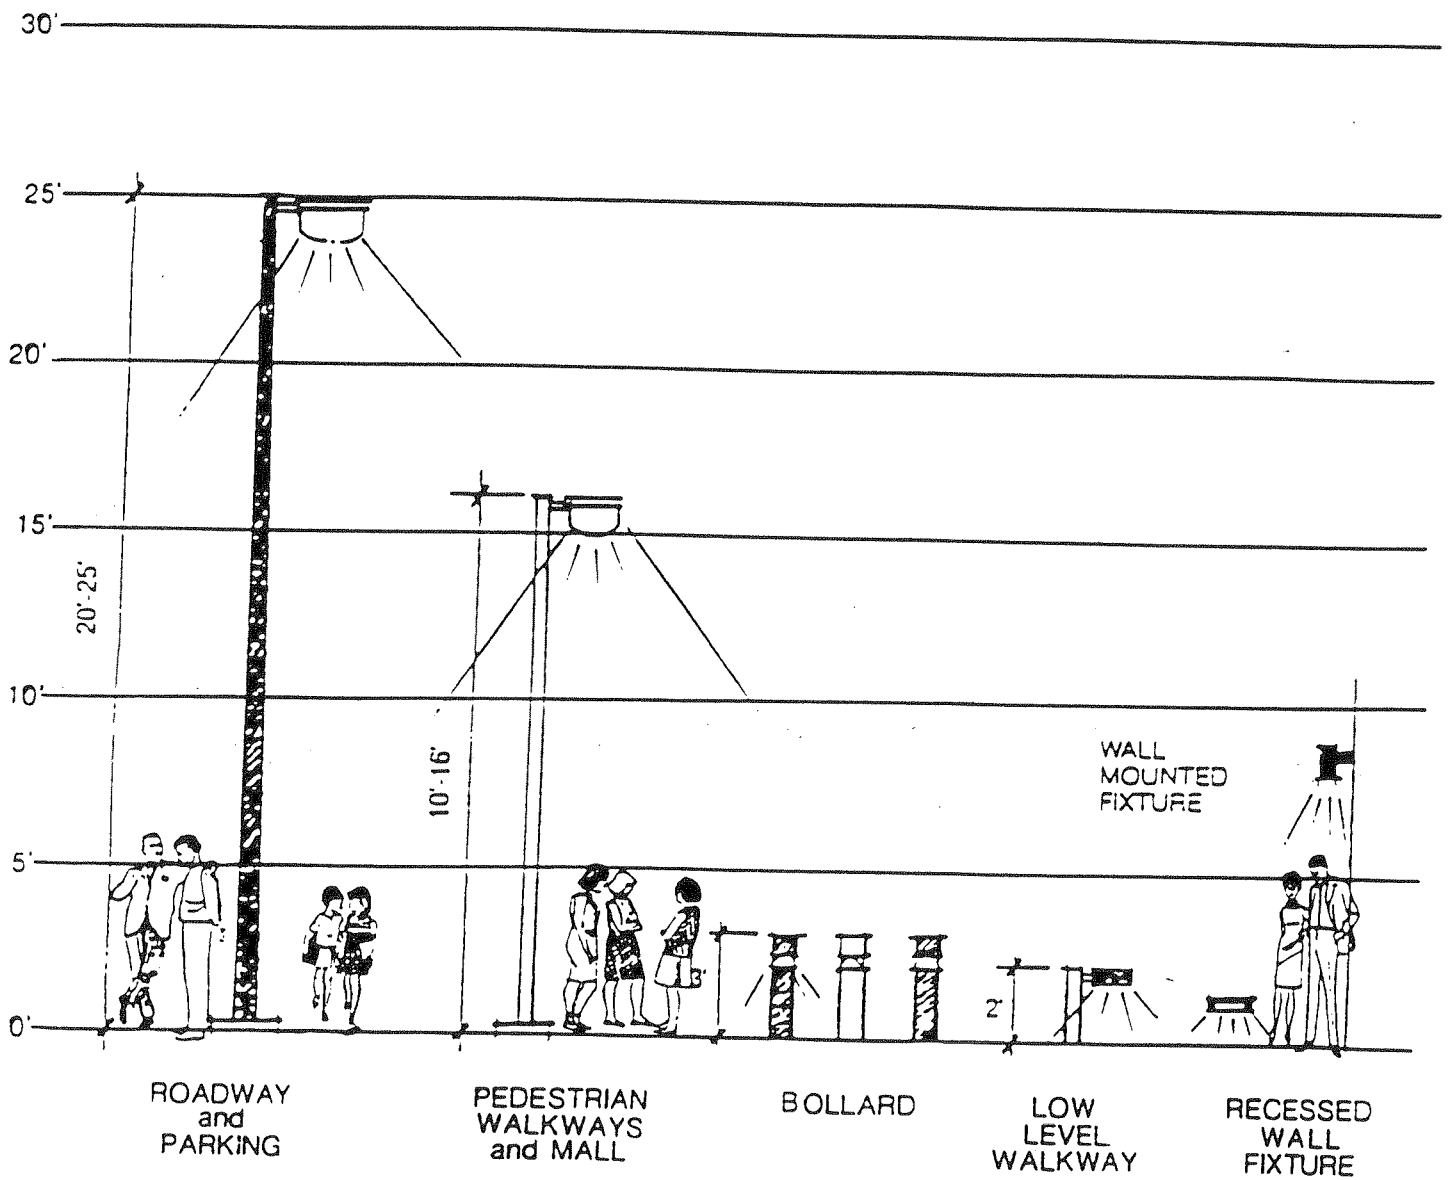 30'
25'
20'
15'
20'-25'
10'
10'-16'
WALL
MOUNTED
FIXTURE
5'
3'
2'
0'
ROADWAY
and
PARKING
PEDESTRIAN
WALKWAYS
and MALL
BOLLARD
LOW
LEVEL
WALKWAY
RECESSED
WALL
FIXTURE